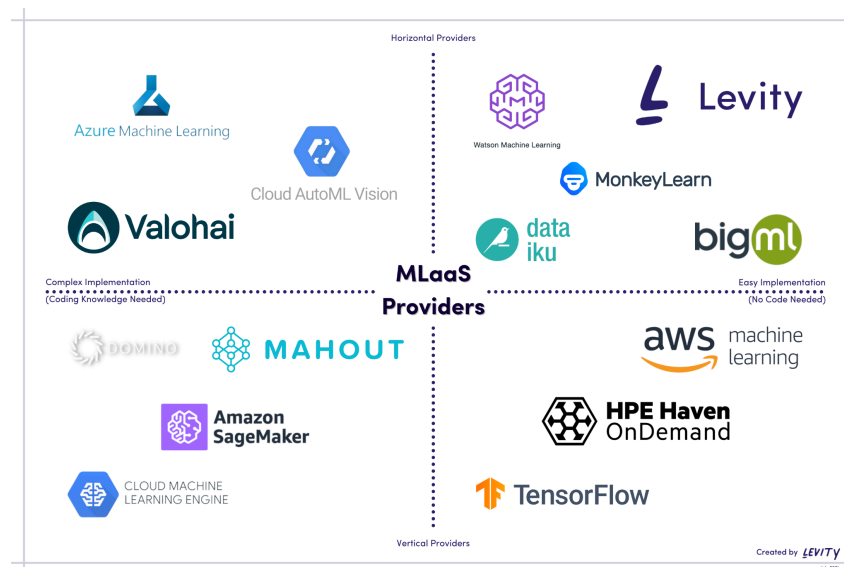 Horizontal Providers
Azure Machine Learning
Watson Machine Learning
Levity
Cloud AutoML Vision
MonkeyLearn
Valohai
data
iku
bigml
MLaaS
Providers
Complex Implementation
(Coding Knowledge Needed)
Easy Implementation
(No Code Needed)
DOMINO
MAHOUT
aws machine
learning
Amazon
SageMaker
HPE Haven
OnDemand
CLOUD MACHINE
LEARNING ENGINE
TensorFlow
Vertical Providers
Created by LEVITY